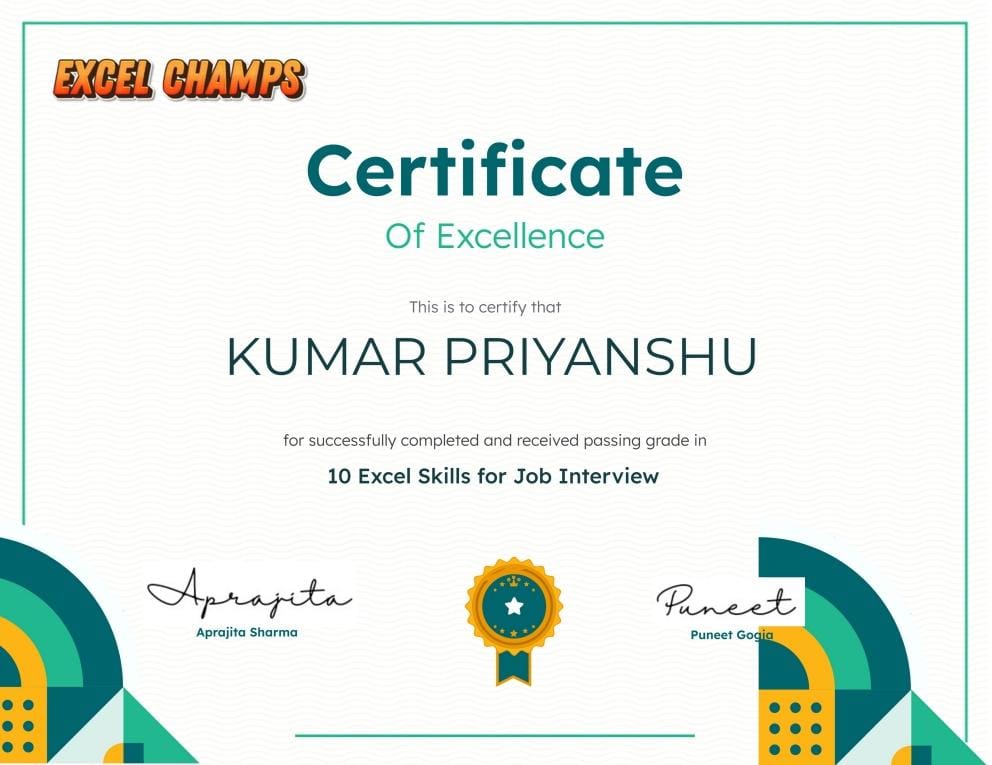 EXCEL CHAMPS
Certificate
Of Excellence
This is to certify that
KUMAR PRIYANSHU
for successfully completed and received passing grade in
10 Excel Skills for Job Interview
Aprajita
Aprajita Sharma
Puneet
Puneet Gogia